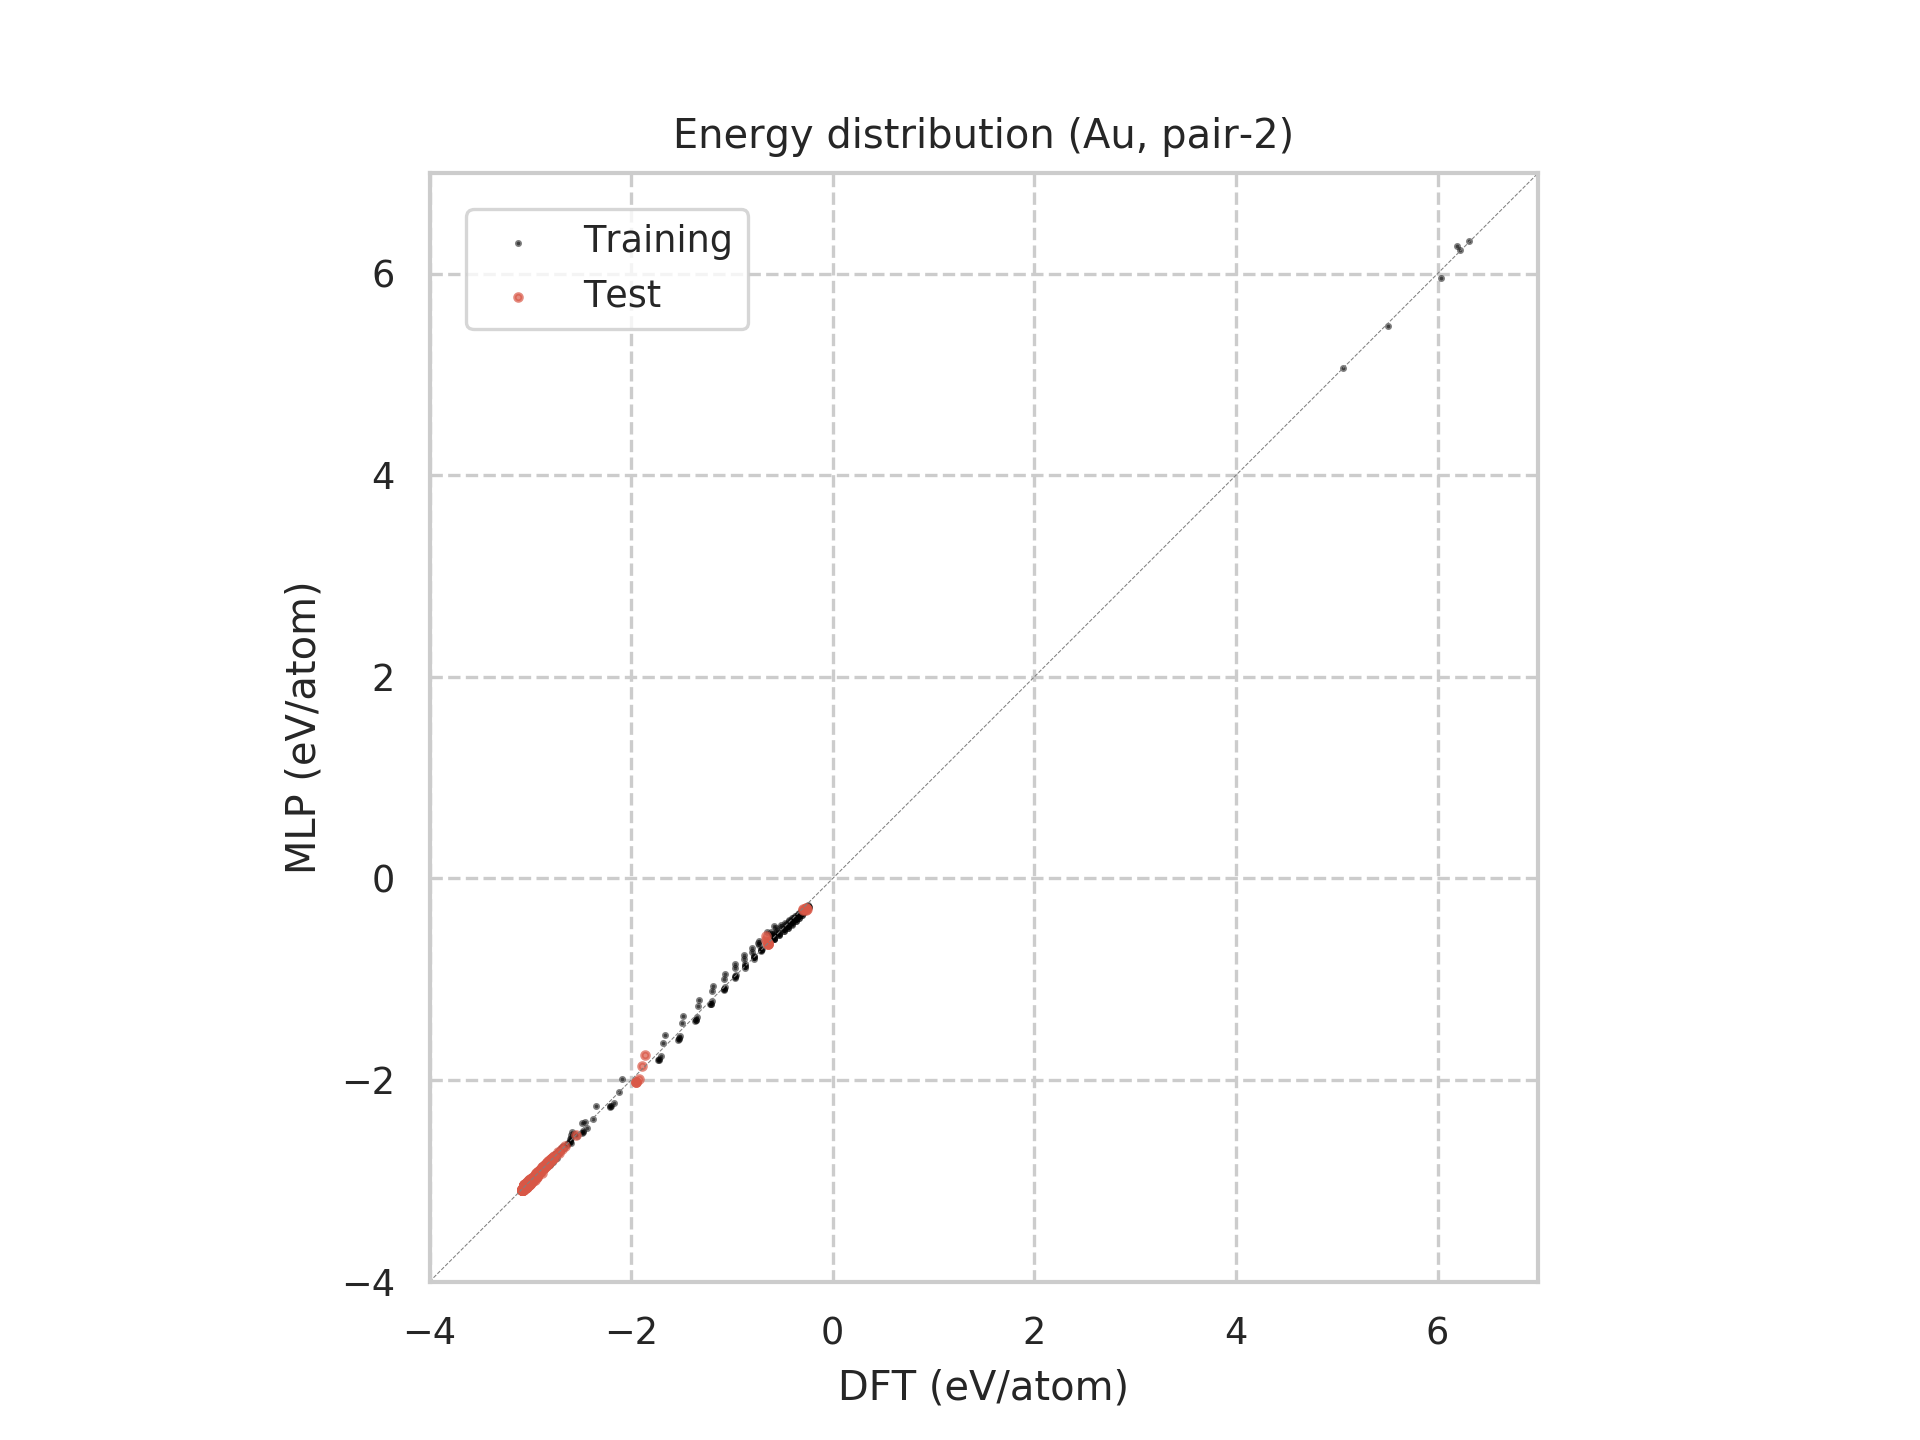 Energy distribution (Au, pair-2)
Training
Test
6
4
2
0
−2
−4
MLP (eV/atom)
−4 −2 0 2 4 6
DFT (eV/atom)